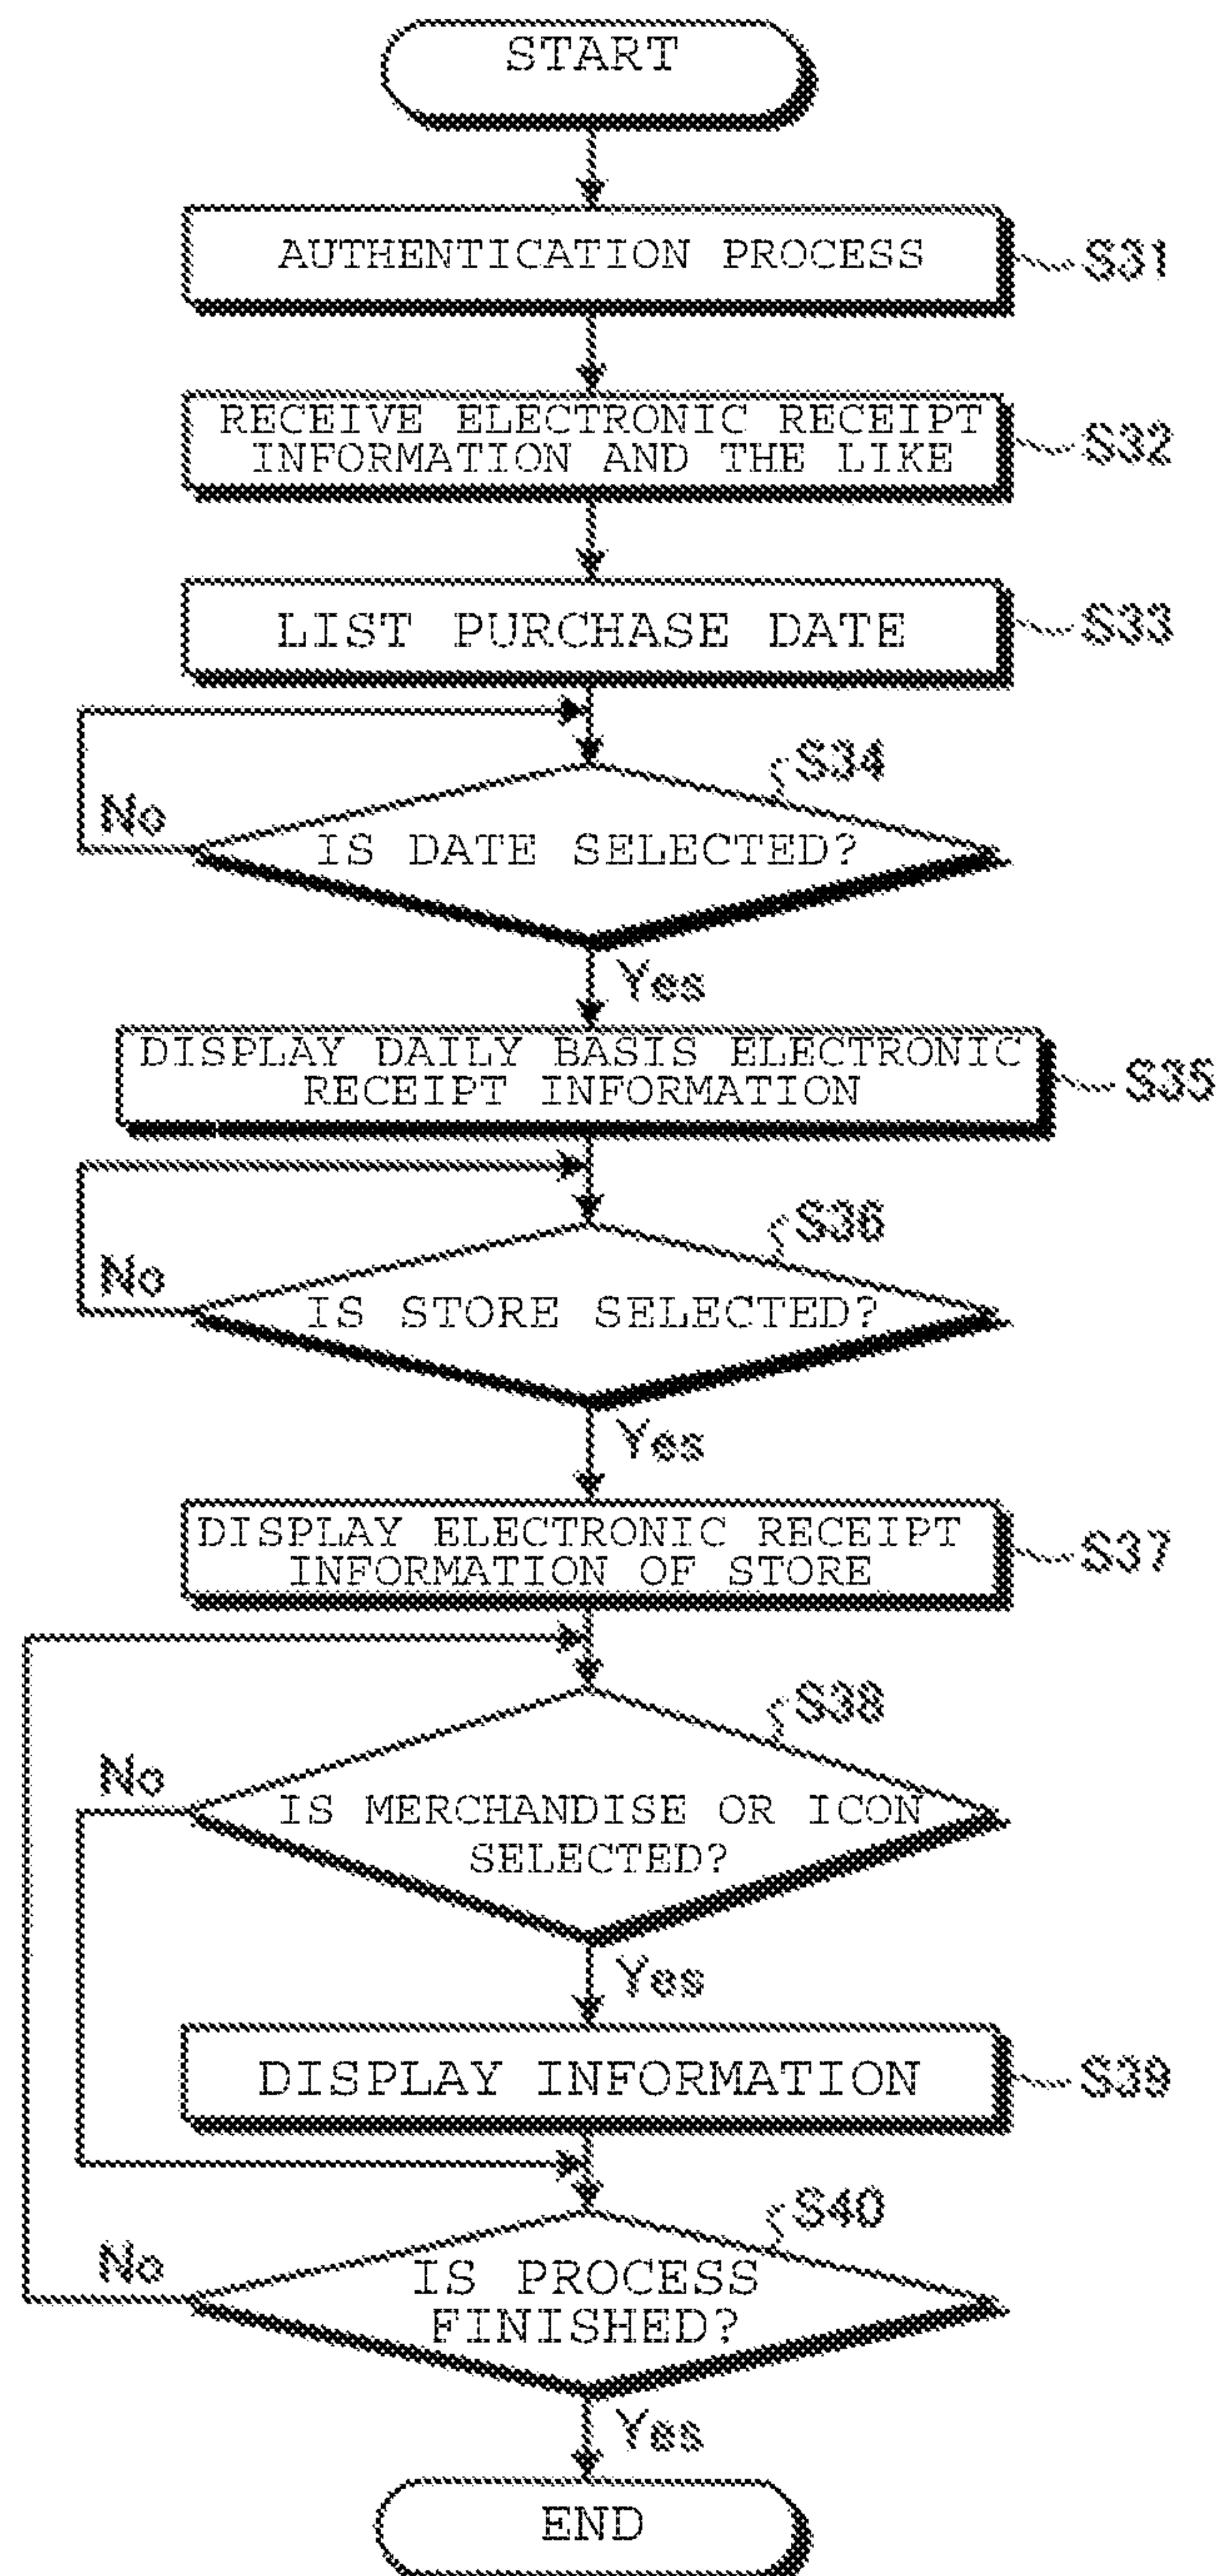 START
AUTHENTICATION PROCESS
S31
RECEIVE ELECTRONIC RECEIPT
INFORMATION AND THE LIKE
S32
LIST PURCHASE DATE
S33
S34
No
IS DATE SELECTED?
Yes
DISPLAY DAILY BASIS ELECTRONIC
RECEIPT INFORMATION
S35
S36
No
IS STORE SELECTED?
Yes
DISPLAY ELECTRONIC RECEIPT
INFORMATION OF STORE
S37
S38
No
IS MERCHANDISE OR ICON
SELECTED?
Yes
DISPLAY INFORMATION
S39
S40
No
IS PROCESS
FINISHED?
Yes
END